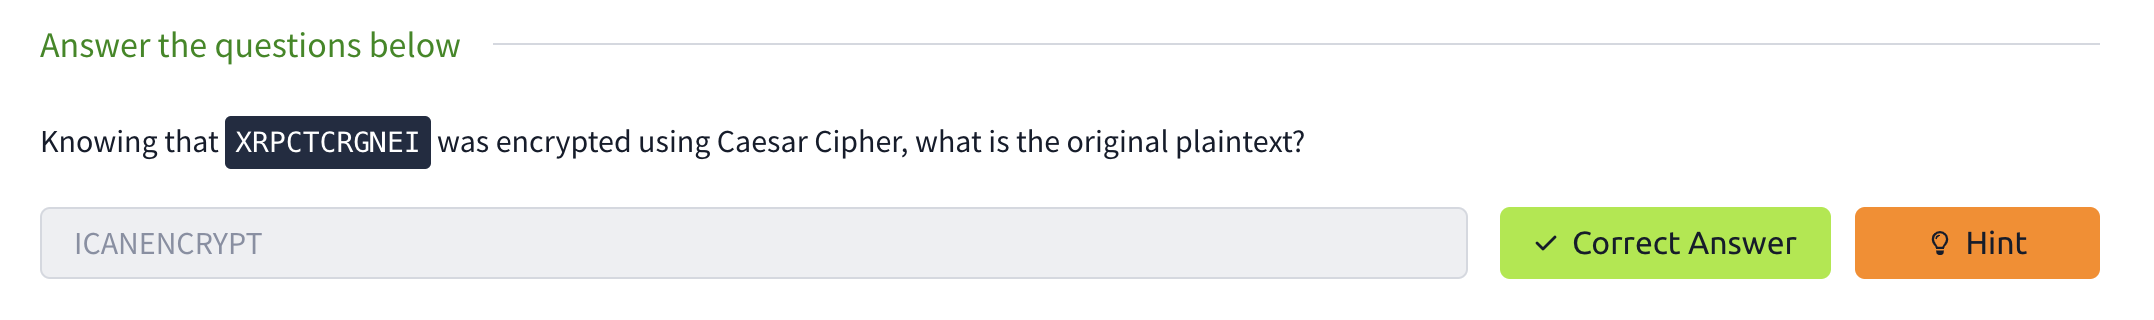 Answer the questions below
Knowing that XRPCTCRGNEI was encrypted using Caesar Cipher, what is the original plaintext?
ICANENCRYPT
Correct Answer
Hint